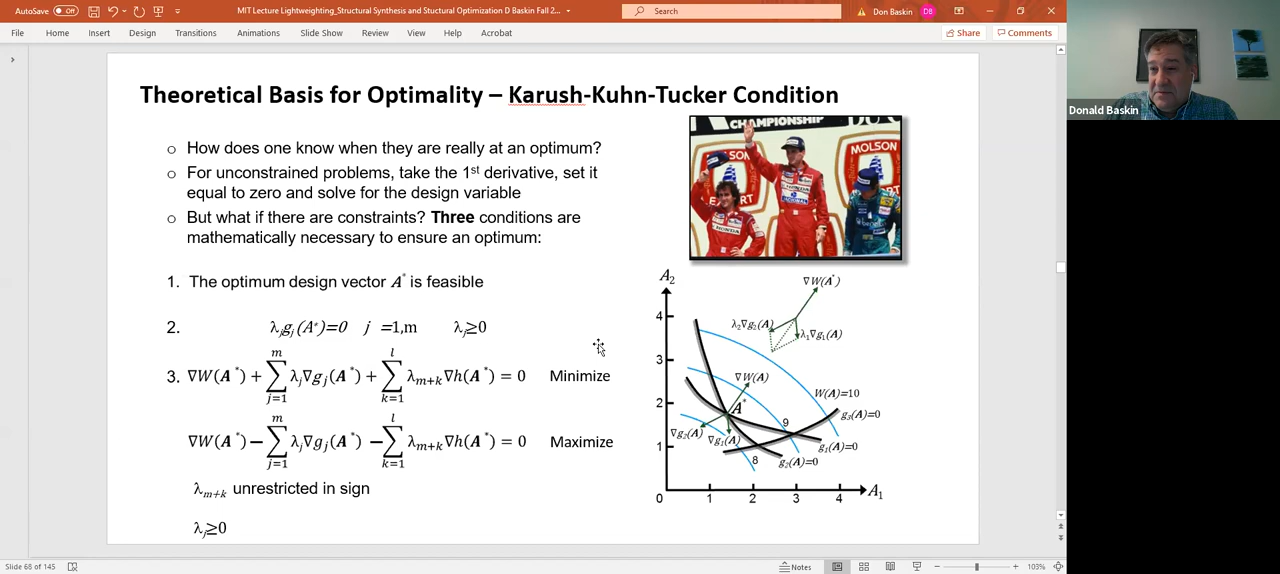 AutoSave Off
MIT Lecture Lightweighting_Structural Synthesis and Stuctural Optimization D Baskin Fall 2...
Search
Don Baskin DB
File Home Insert Design Transitions Animations Slide Show Review View Help Acrobat
Share Comments
Donald Baskin
Theoretical Basis for Optimality – Karush-Kuhn-Tucker Condition
o How does one know when they are really at an optimum?
o For unconstrained problems, take the 1st derivative, set it
equal to zero and solve for the design variable
o But what if there are constraints? Three conditions are
mathematically necessary to ensure an optimum:
1. The optimum design vector A* is feasible
2. λjgj(A*)=0 j =1,m λj≥0
3. ∇W(A*) + ∑_{j=1}^{m} λj∇gj(A*) + ∑_{k=1}^{l} λm+k∇h(A*) = 0 Minimize
∇W(A*) − ∑_{j=1}^{m} λj∇gj(A*) − ∑_{k=1}^{l} λm+k∇h(A*) = 0 Maximize
λm+k unrestricted in sign
λj≥0
CHAMPIONSHIP DU
SON
MOLSON
HONDA
A2
4
3
2
1
0
1 2 3 4
A1
∇W(A*)
λ2∇g2(A)
λ1∇g1(A)
∇W(A)
W(A)=10
A*
g3(A)=0
9
∇g2(A)
∇g1(A)
g1(A)=0
8
g2(A)=0
Slide 68 of 145
Notes
103%